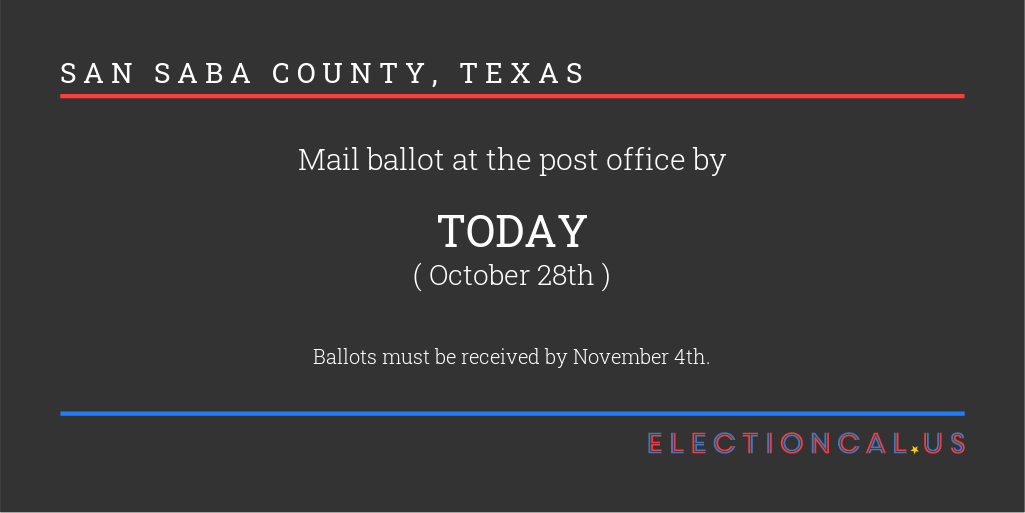 SAN SABA COUNTY, TEXAS
Mail ballot at the post office by
TODAY
( October 28th )
Ballots must be received by November 4th.
ELECTIONCAL.US